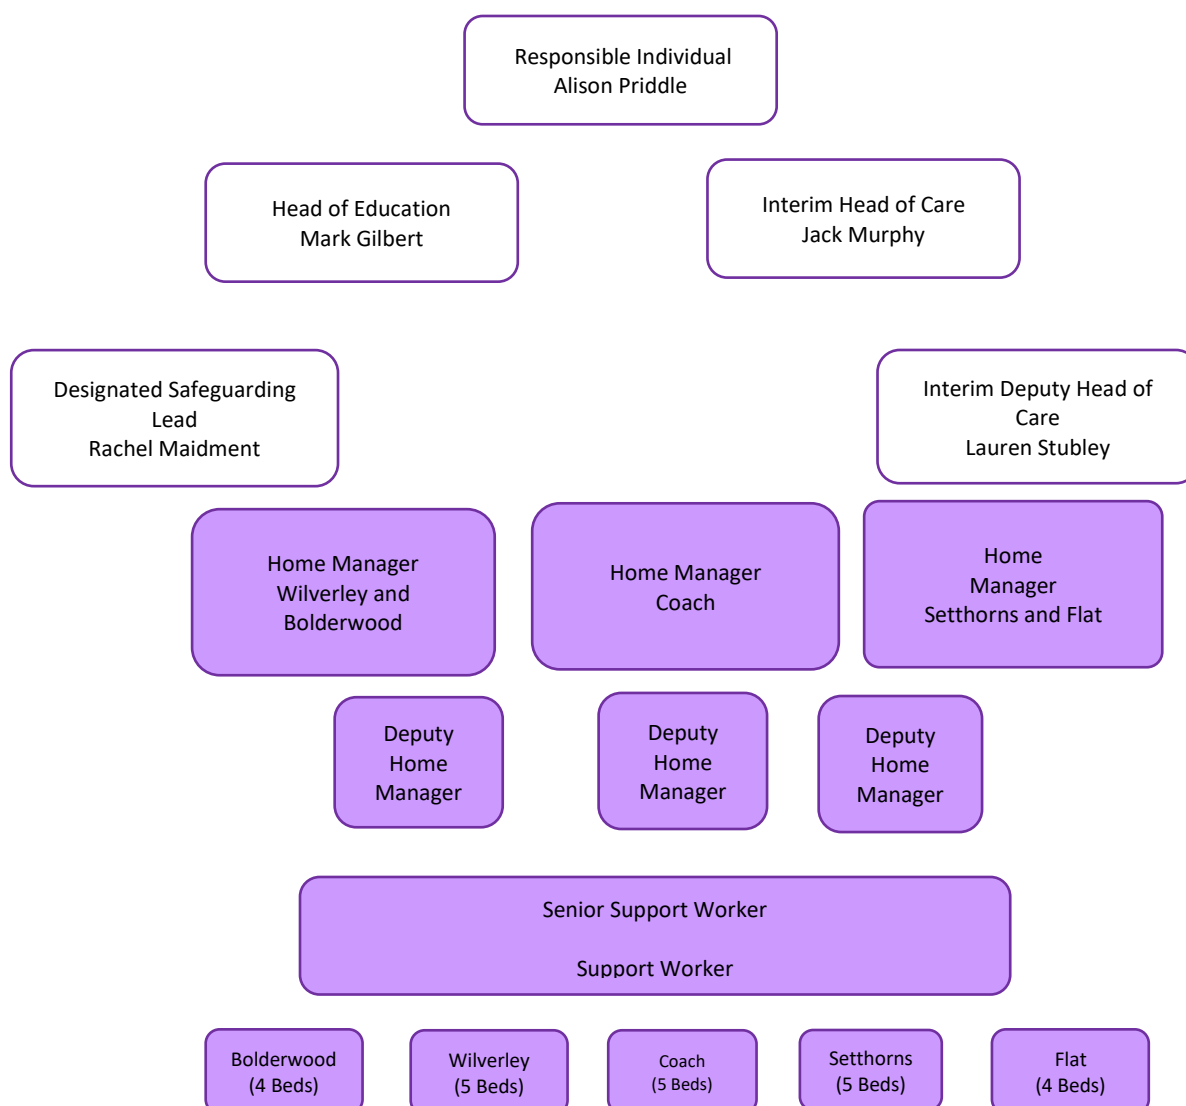 Responsible Individual
Alison Priddle
Head of Education
Mark Gilbert
Interim Head of Care
Jack Murphy
Designated Safeguarding
Lead
Rachel Maidment
Interim Deputy Head of
Care
Lauren Stubley
Home Manager
Wilverley and
Bolderwood
Home Manager
Coach
Home
Manager
Setthorns and Flat
Deputy
Home
Manager
Deputy
Home
Manager
Deputy
Home
Manager
Senior Support Worker
Support Worker
Bolderwood
(4 Beds)
Wilverley
(5 Beds)
Coach
(5 Beds)
Setthorns
(5 Beds)
Flat
(4 Beds)